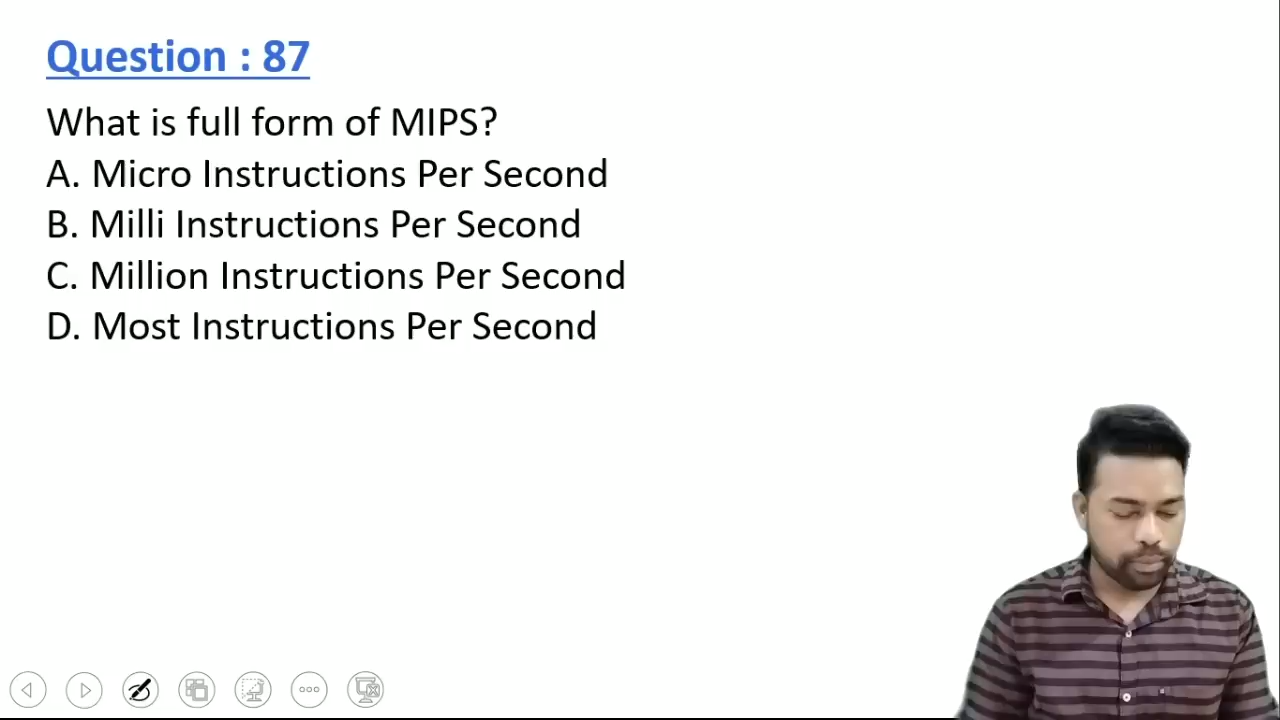 Question : 87
What is full form of MIPS?
A. Micro Instructions Per Second
B. Milli Instructions Per Second
C. Million Instructions Per Second
D. Most Instructions Per Second